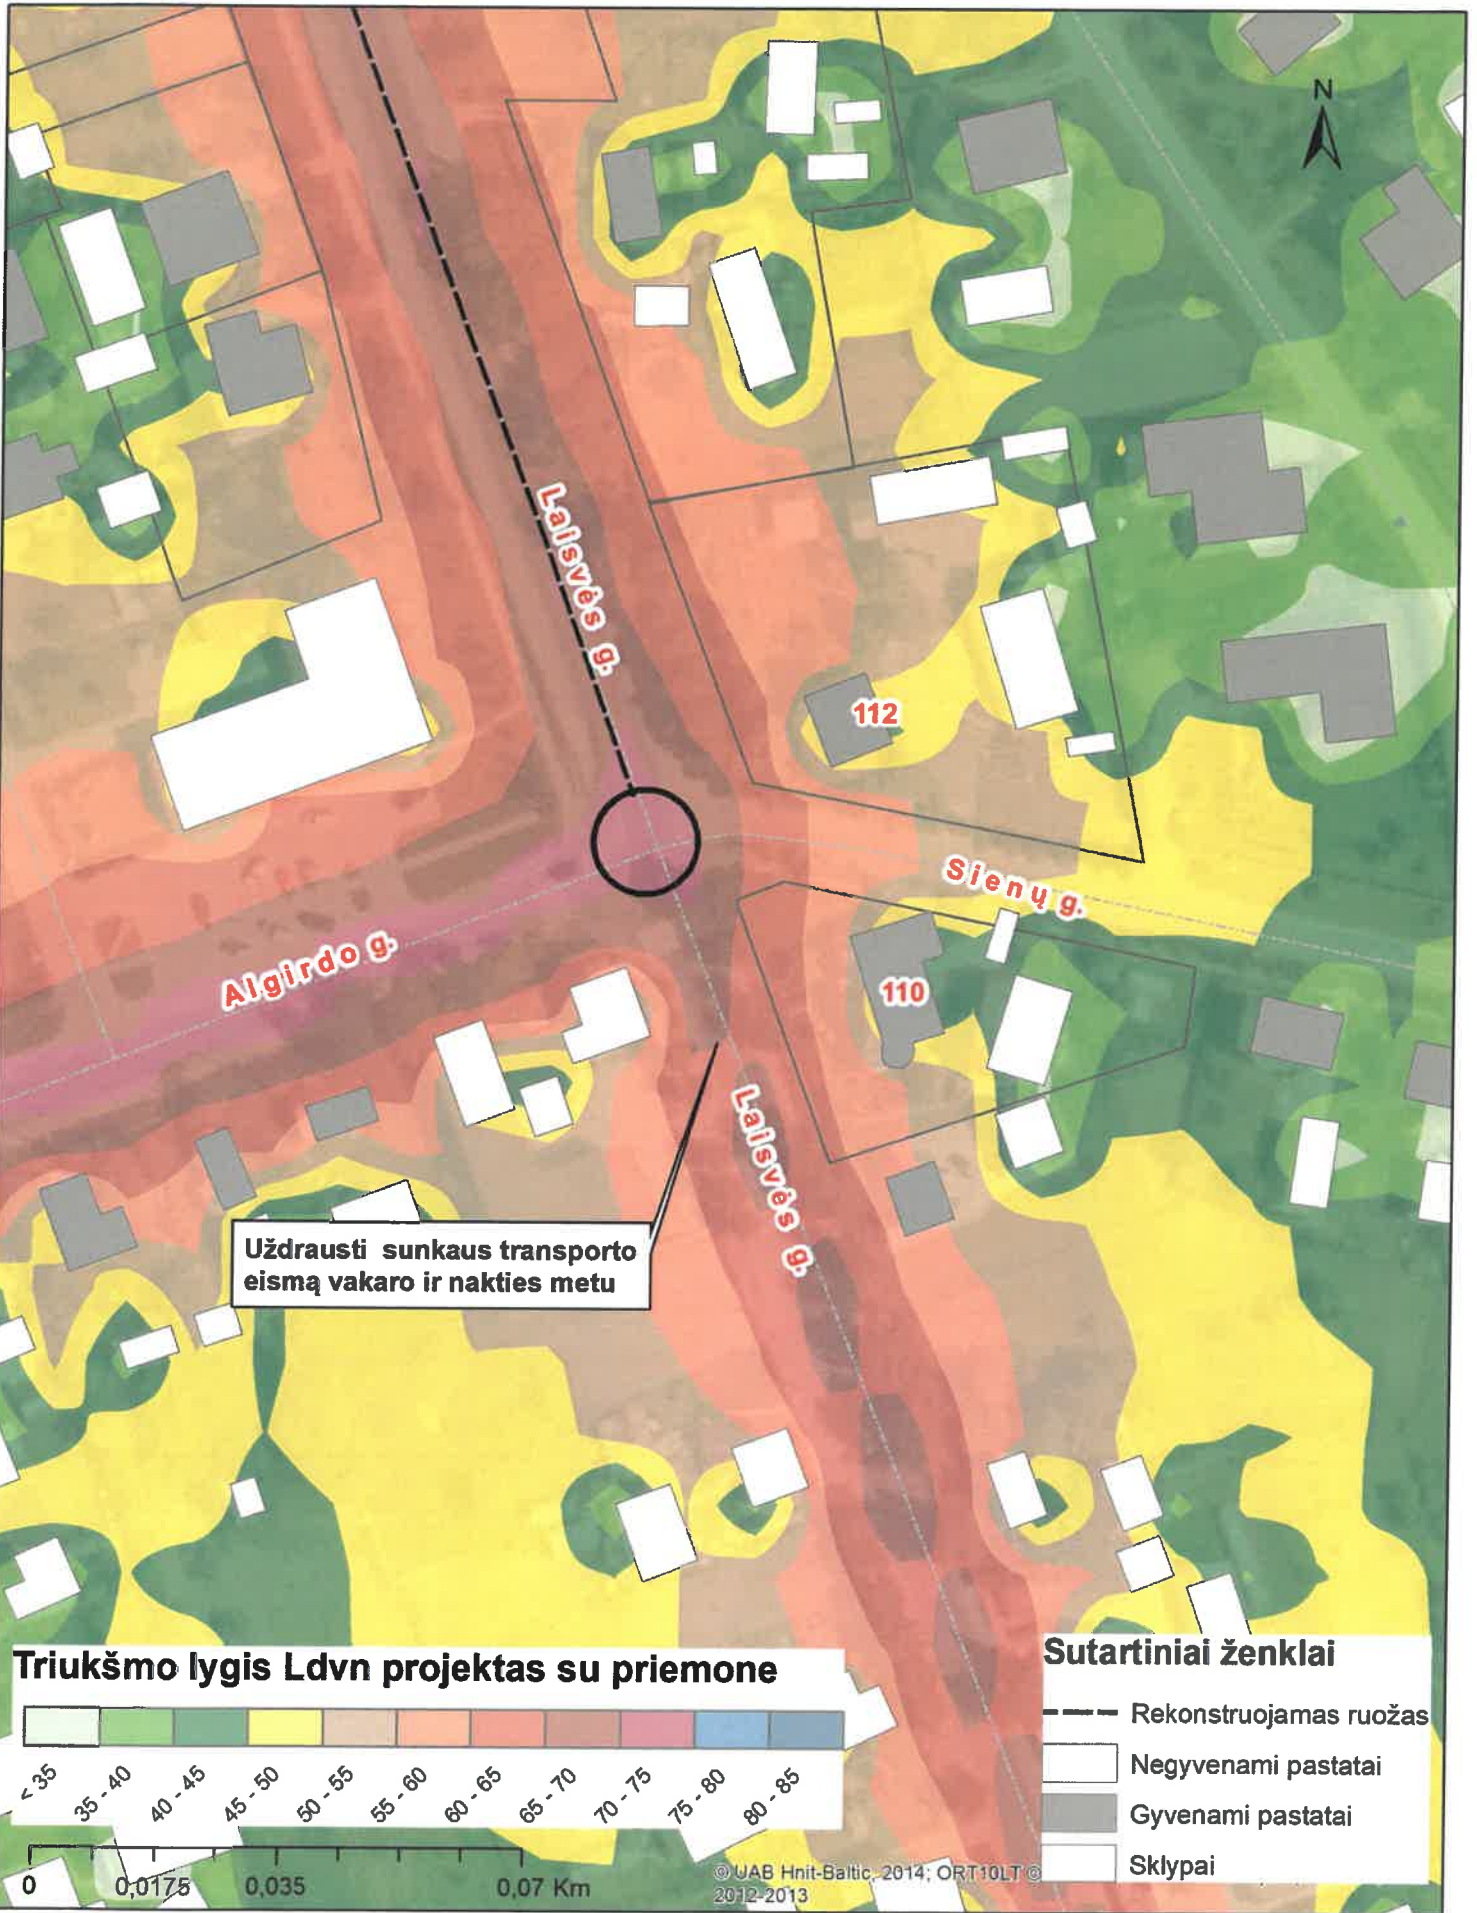 N
Laisvės g.
112
Sienų g.
Algirdo g.
110
Laisvės g.
Uždrausti sunkaus transporto
eismą vakaro ir nakties metu
Triukšmo lygis Ldvn projektas su priemone
< 35
35 - 40
40 - 45
45 - 50
50 - 55
55 - 60
60 - 65
65 - 70
70 - 75
75 - 80
80 - 85
0 0,0175 0,035 0,07 Km
©UAB Hnit-Baltic, 2014; ORT10LT ©
2012-2013
Sutartiniai ženklai
Rekonstruojamas ruožas
Negyvenami pastatai
Gyvenami pastatai
Sklypai